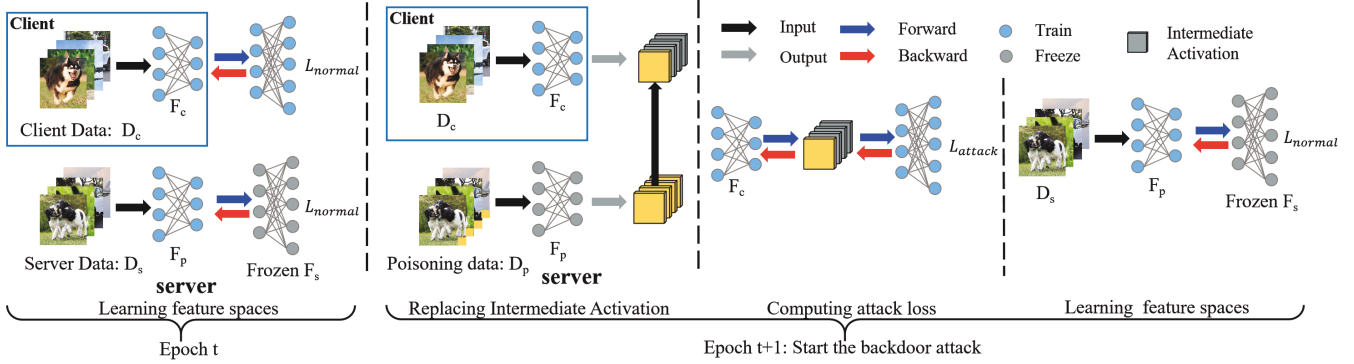 Client
F_c
L_normal
Client Data: D_c
F_p
L_normal
Server Data: D_s
Frozen F_s
server
Learning feature spaces
Epoch t
Client
D_c
F_c
Poisoning data: D_p
F_p
server
Replacing Intermediate Activation
Input
Forward
Train
Intermediate
Activation
Output
Backward
Freeze
F_c
L_attack
Computing attack loss
D_s
F_p
Frozen F_s
L_normal
Learning feature spaces
Epoch t+1: Start the backdoor attack